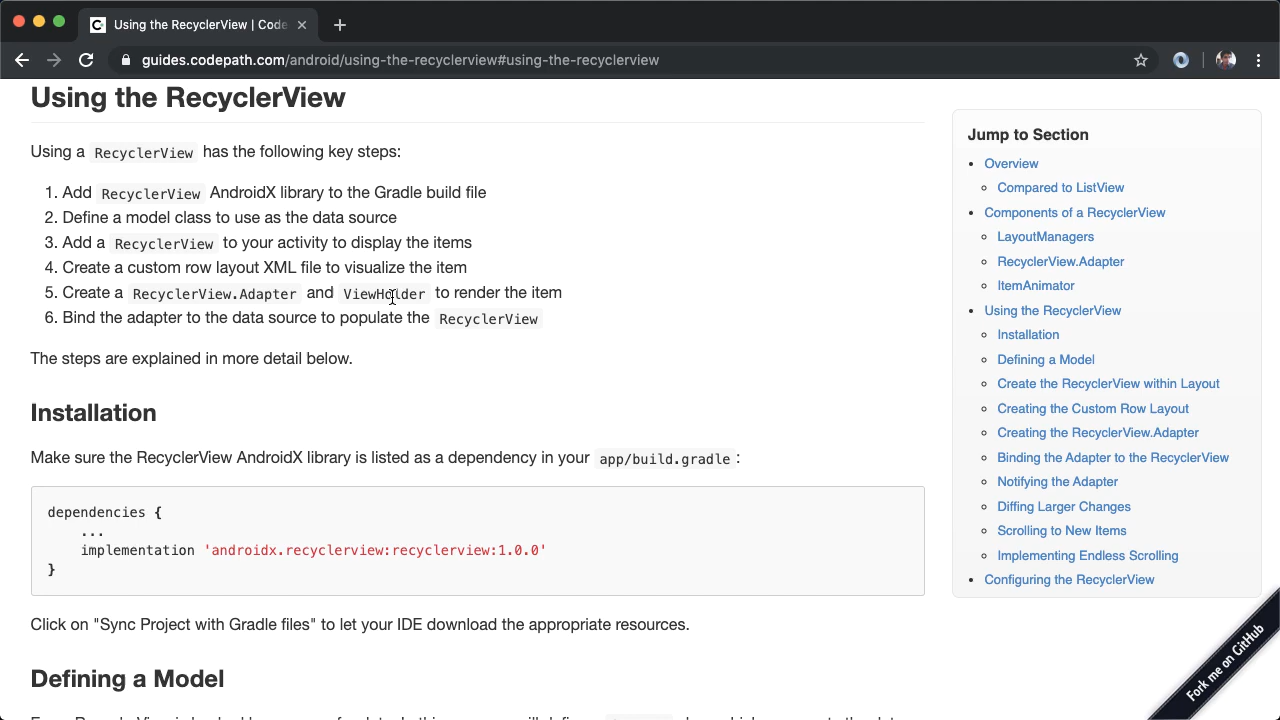 Using the RecyclerView | Code
guides.codepath.com/android/using-the-recyclerview#using-the-recyclerview
Using the RecyclerView
Using a RecyclerView has the following key steps:
1. Add RecyclerView AndroidX library to the Gradle build file
2. Define a model class to use as the data source
3. Add a RecyclerView to your activity to display the items
4. Create a custom row layout XML file to visualize the item
5. Create a RecyclerView.Adapter and ViewHolder to render the item
6. Bind the adapter to the data source to populate the RecyclerView
The steps are explained in more detail below.
Installation
Make sure the RecyclerView AndroidX library is listed as a dependency in your app/build.gradle :
dependencies {
...
implementation 'androidx.recyclerview:recyclerview:1.0.0'
}
Click on "Sync Project with Gradle files" to let your IDE download the appropriate resources.
Defining a Model
Jump to Section
Overview
Compared to ListView
Components of a RecyclerView
LayoutManagers
RecyclerView.Adapter
ItemAnimator
Using the RecyclerView
Installation
Defining a Model
Create the RecyclerView within Layout
Creating the Custom Row Layout
Creating the RecyclerView.Adapter
Binding the Adapter to the RecyclerView
Notifying the Adapter
Diffing Larger Changes
Scrolling to New Items
Implementing Endless Scrolling
Configuring the RecyclerView
Fork me on GitHub